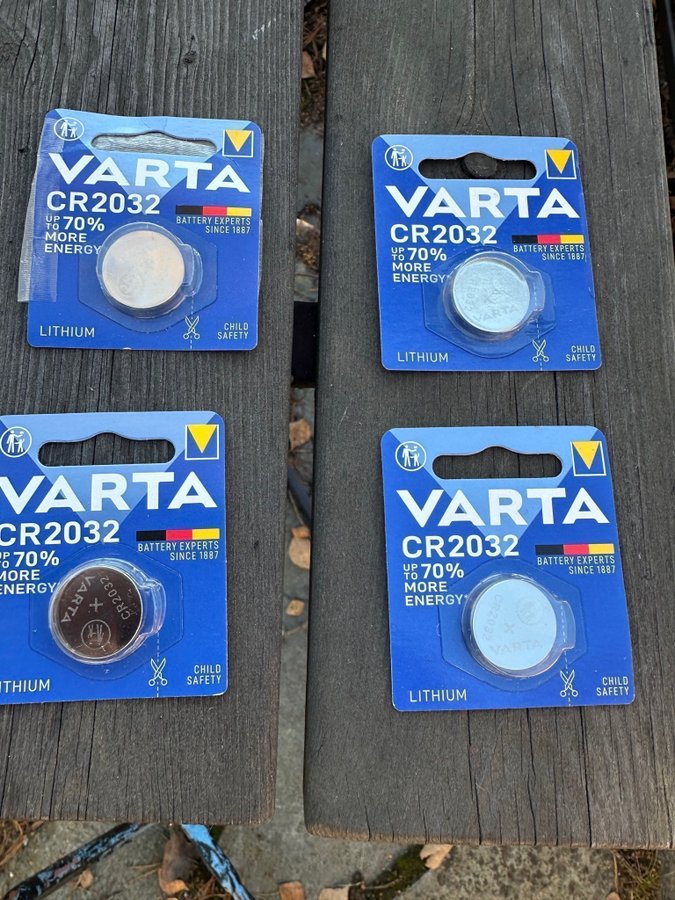 VARTA
CR2032
UP TO 70%
MORE
ENERGY
BATTERY EXPERTS
SINCE 1887
LITHIUM
CHILD
SAFETY
VARTA
CR2032
UP TO 70%
MORE
ENERGY
BATTERY EXPERTS
SINCE 1887
VARTA
LITHIUM
CHILD
SAFETY
VARTA
CR2032
UP TO 70%
MORE
ENERGY
BATTERY EXPERTS
SINCE 1887
VARTA
CR2032
+
LITHIUM
CHILD
SAFETY
VARTA
CR2032
UP TO 70%
MORE
ENERGY*
BATTERY EXPERTS
SINCE 1887
CR2032
VARTA
LITHIUM
CHILD
SAFETY